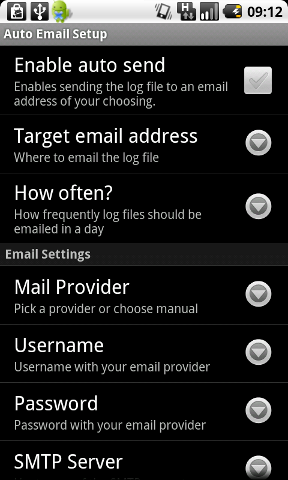 09:12
Auto Email Setup
Enable auto send
Enables sending the log file to an email
address of your choosing.
Target email address
Where to email the log file
How often?
How frequently log files should be
emailed in a day
Email Settings
Mail Provider
Pick a provider or choose manual
Username
Username with your email provider
Password
Password with your email provider
SMTP Server